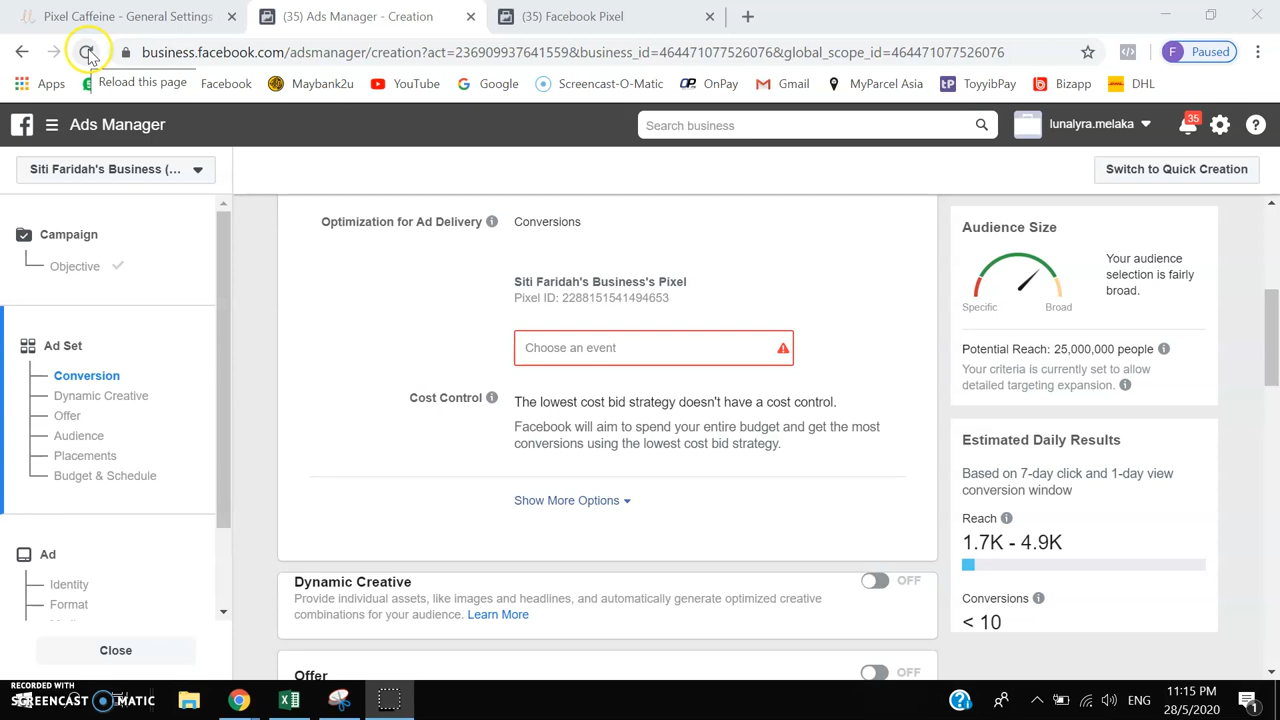 Pixel Caffeine - General Settings
(35) Ads Manager - Creation
(35) Facebook Pixel
business.facebook.com/adsmanager/creation?act=236909937641559&business_id=464471077526076&global_scope_id=464471077526076
F Paused
Reload this page
Apps
Facebook
Maybank2u
YouTube
Google
Screencast-O-Matic
OnPay
Gmail
MyParcel Asia
ToyyibPay
Bizapp
DHL
Ads Manager
Search business
lunalyra.melaka
35
Siti Faridah's Business (...
Switch to Quick Creation
Campaign
Objective
Ad Set
Conversion
Dynamic Creative
Offer
Audience
Placements
Budget & Schedule
Ad
Identity
Format
Close
Optimization for Ad Delivery
Conversions
Siti Faridah's Business's Pixel
Pixel ID: 2288151541494653
Choose an event
Cost Control
The lowest cost bid strategy doesn't have a cost control.
Facebook will aim to spend your entire budget and get the most
conversions using the lowest cost bid strategy.
Show More Options
Dynamic Creative
OFF
Provide individual assets, like images and headlines, and automatically generate optimized creative
combinations for your audience. Learn More
Offer
OFF
Audience Size
Your audience
selection is fairly
broad.
Specific
Broad
Potential Reach: 25,000,000 people
Your criteria is currently set to allow
detailed targeting expansion.
Estimated Daily Results
Based on 7-day click and 1-day view
conversion window
Reach
1.7K - 4.9K
Conversions
< 10
RECORDED WITH
SCREENCAST MATIC
ENG
11:15 PM
28/5/2020
1